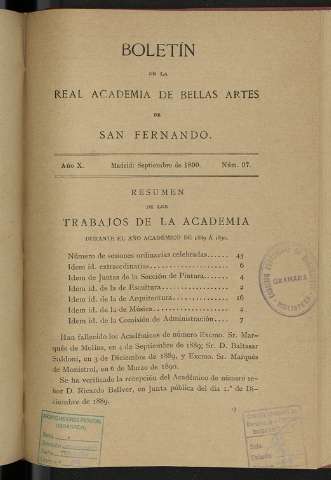 BOLETÍN
DE LA
REAL ACADEMIA DE BELLAS ARTES
DE
SAN FERNANDO.
Año X. Madrid: Septiembre de 1890. Núm. 97.
RESUMEN
DE LOS
TRABAJOS DE LA ACADEMIA
DURANTE EL AÑO ACADÉMICO DE 1889 Á 1890.
Número de sesiones ordinarias celebradas....... 43
Idem id. extraordinarias....... 6
Idem de Juntas de la Sección de Pintura....... 4
Idem id. de la de Escultura....... 2
Idem id. de la de Arquitectura....... 16
Idem id. de la de Música....... 2
Idem id. de la Comisión de Administración....... 7
Han fallecido los Académicos de número Excmo. Sr. Mar-
qués de Molins, en 4 de Septiembre de 1889; Sr. D. Baltasar
Saldoni, en 3 de Diciembre de 1889, y Excmo. Sr. Marqués
de Monistrol, en 6 de Marzo de 1890.
Se ha verificado la recepción del Académico de número se-
ñor D. Ricardo Bellver, en Junta pública del día 1.º de Di-
ciembre de 1889.
GRANADA
BIBLIOTECA